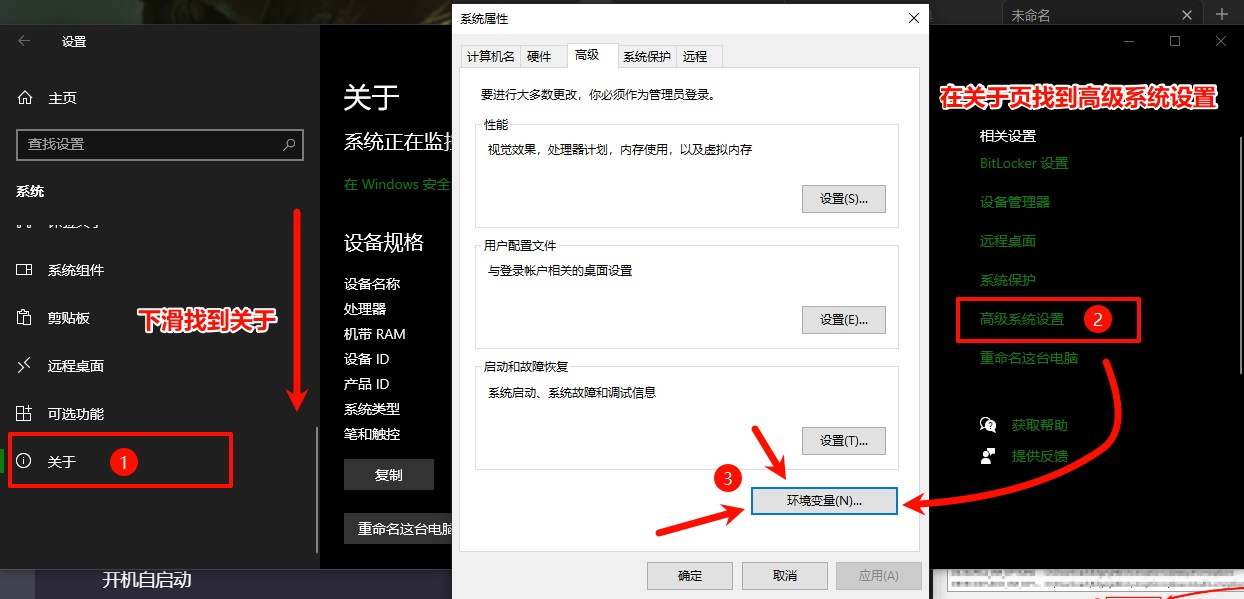 未命名
设置
主页
查找设置
系统
系统组件
剪贴板
远程桌面
可选功能
关于
1
下滑找到关于
关于
系统正在监控
在 Windows 安全
设备规格
设备名称
处理器
机带 RAM
设备 ID
产品 ID
系统类型
笔和触控
复制
重命名这台电脑
开机自启动
系统属性
计算机名 硬件 高级 系统保护 远程
要进行大多数更改，你必须作为管理员登录。
性能
视觉效果，处理器计划，内存使用，以及虚拟内存
设置(S)...
用户配置文件
与登录帐户相关的桌面设置
设置(E)...
启动和故障恢复
系统启动、系统故障和调试信息
设置(T)...
3
环境变量(N)...
确定 取消 应用(A)
在关于页找到高级系统设置
相关设置
BitLocker 设置
设备管理器
远程桌面
系统保护
高级系统设置
2
重命名这台电脑
获取帮助
提供反馈